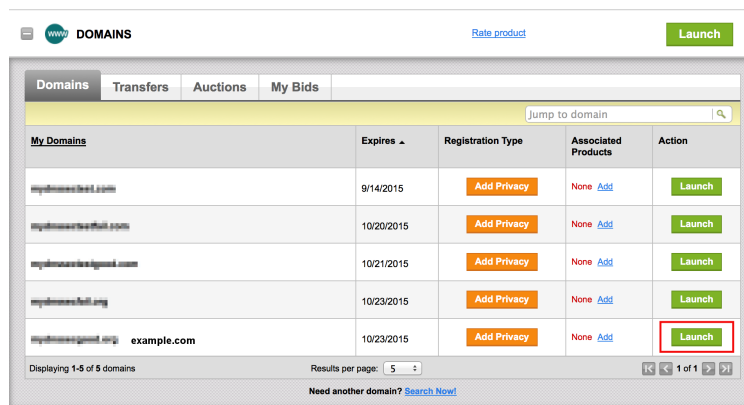 www DOMAINS Rate product Launch
Domains Transfers Auctions My Bids
Jump to domain
My Domains Expires Registration Type Associated Products Action
9/14/2015 Add Privacy None Add Launch
10/20/2015 Add Privacy None Add Launch
10/21/2015 Add Privacy None Add Launch
10/23/2015 Add Privacy None Add Launch
example.com 10/23/2015 Add Privacy None Add Launch
Displaying 1-5 of 5 domains Results per page: 5 1 of 1
Need another domain? Search Now!